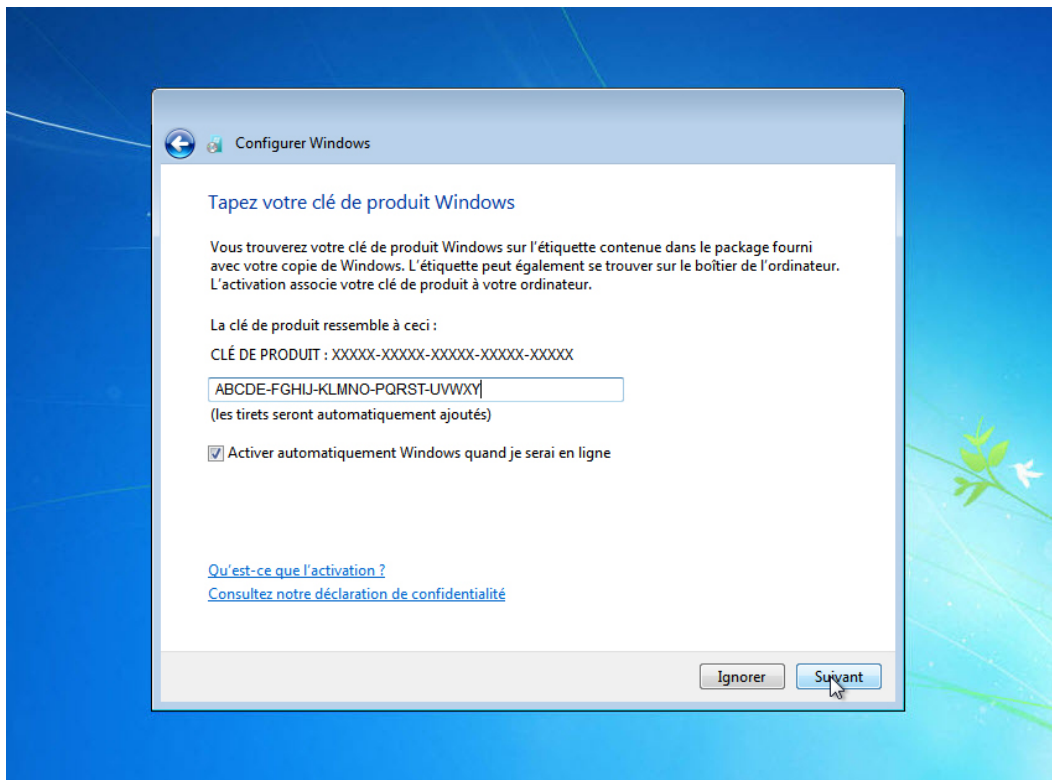 Configurer Windows
Tapez votre clé de produit Windows
Vous trouverez votre clé de produit Windows sur l'étiquette contenue dans le package fourni
avec votre copie de Windows. L'étiquette peut également se trouver sur le boîtier de l'ordinateur.
L'activation associe votre clé de produit à votre ordinateur.
La clé de produit ressemble à ceci :
CLÉ DE PRODUIT : XXXXX-XXXXX-XXXXX-XXXXX-XXXXX
ABCDE-FGHIJ-KLMNO-PQRST-UVWXY
(les tirets seront automatiquement ajoutés)
Activer automatiquement Windows quand je serai en ligne
Qu'est-ce que l'activation ?
Consultez notre déclaration de confidentialité
Ignorer Suivant